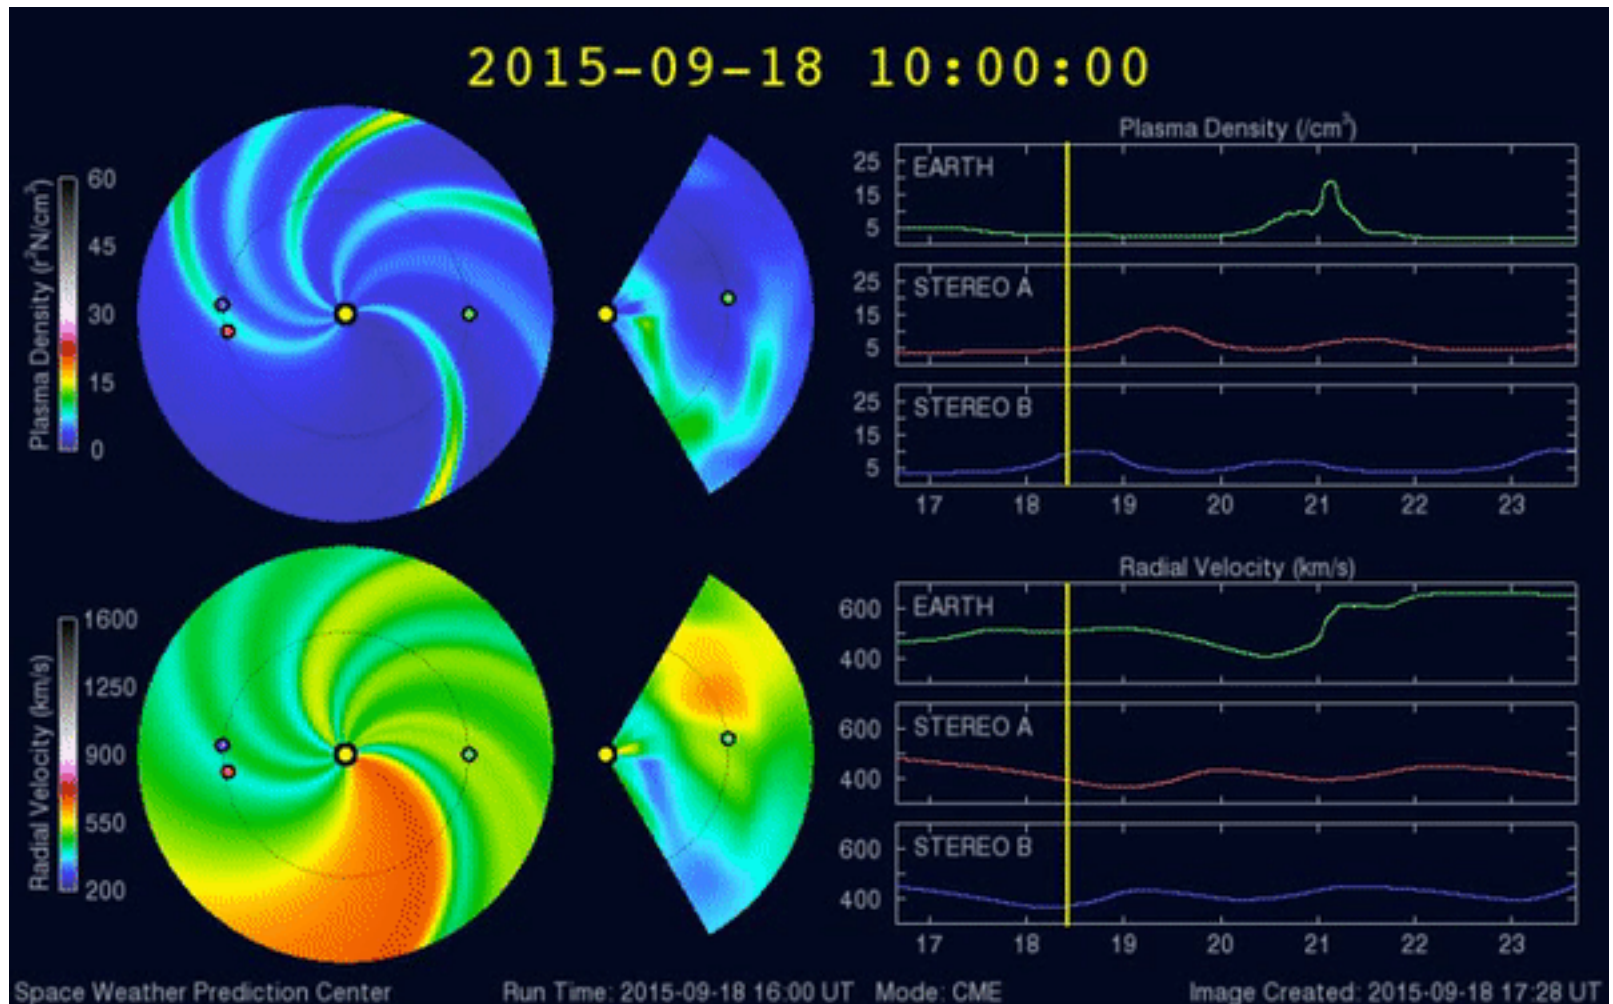 2015-09-18 10:00:00
Plasma Density (r²N/cm³)
60
45
30
15
0
Plasma Density (/cm³)
EARTH
25
15
5
STEREO A
25
15
5
STEREO B
25
15
5
17 18 19 20 21 22 23
Radial Velocity (km/s)
1600
1250
900
550
200
Radial Velocity (km/s)
EARTH
600
400
STEREO A
600
400
STEREO B
600
400
17 18 19 20 21 22 23
Space Weather Prediction Center Run Time: 2015-09-18 16:00 UT Mode: CME Image Created: 2015-09-18 17:28 UT